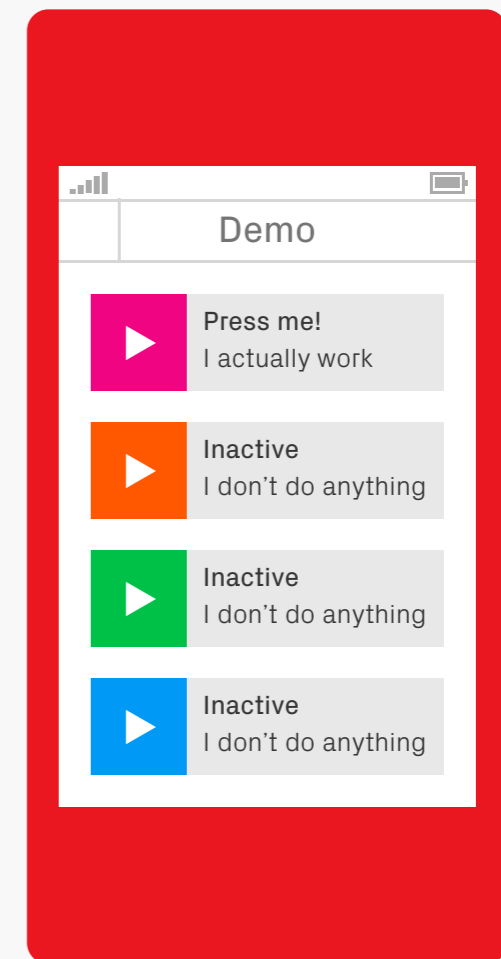 Demo
Press me!
I actually work
Inactive
I don’t do anything
Inactive
I don’t do anything
Inactive
I don’t do anything